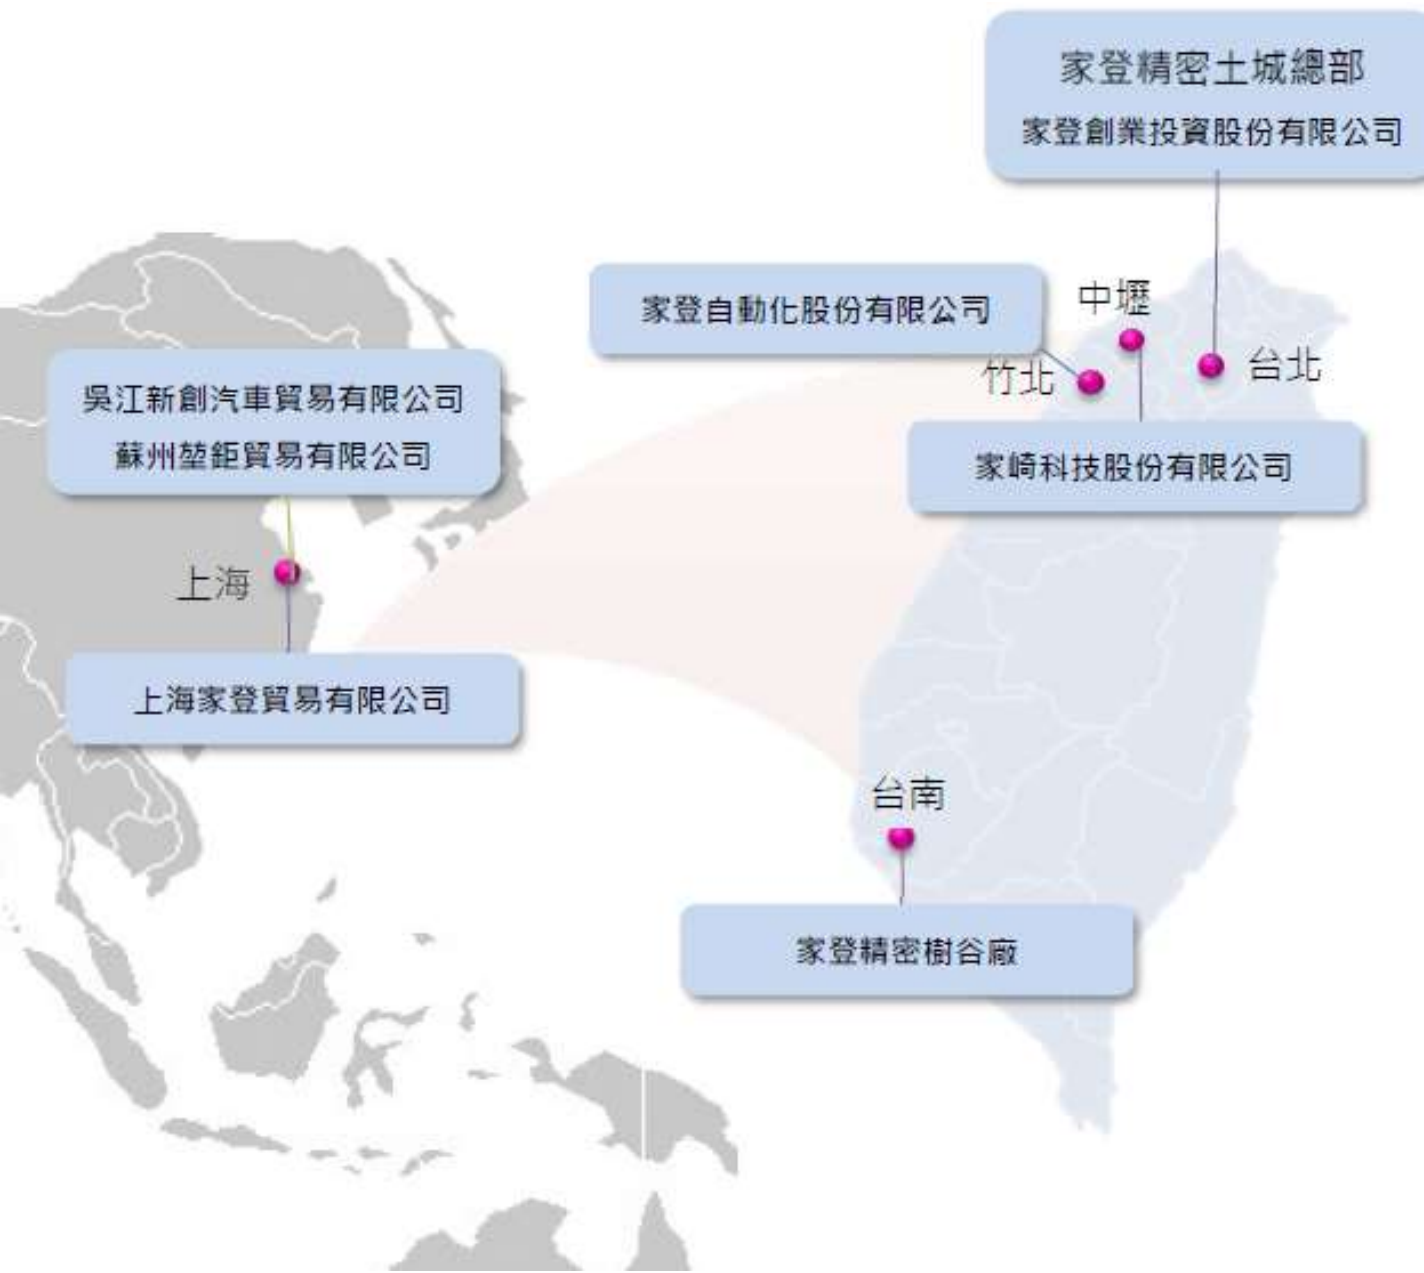 家登精密土城總部
家登創業投資股份有限公司
家登自動化股份有限公司
中壢
竹北
台北
吳江新創汽車貿易有限公司
蘇州堃鉅貿易有限公司
家崎科技股份有限公司
上海
上海家登貿易有限公司
台南
家登精密樹谷廠